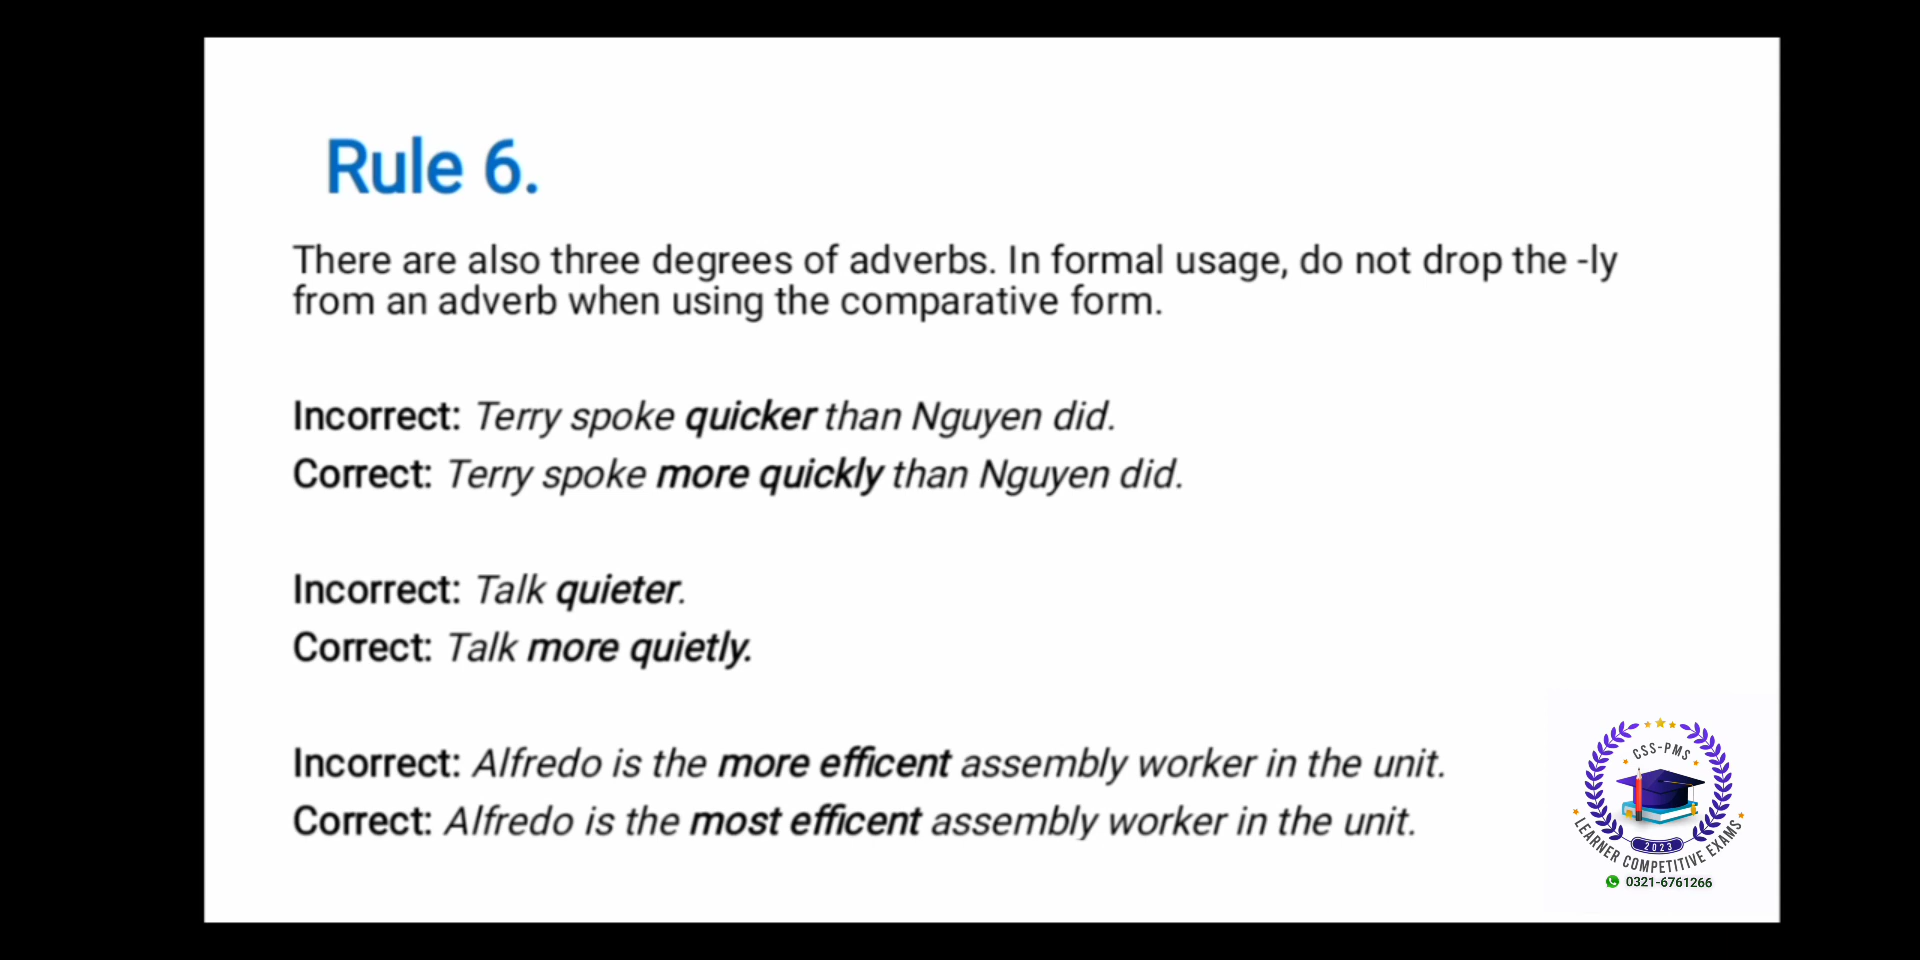 Rule 6.
There are also three degrees of adverbs. In formal usage, do not drop the -ly
from an adverb when using the comparative form.
Incorrect: Terry spoke quicker than Nguyen did.
Correct: Terry spoke more quickly than Nguyen did.
Incorrect: Talk quieter.
Correct: Talk more quietly.
Incorrect: Alfredo is the more efficent assembly worker in the unit.
Correct: Alfredo is the most efficent assembly worker in the unit.
CSS-PMS
2023
LEARNER COMPETITIVE EXAMS
0321-6761266